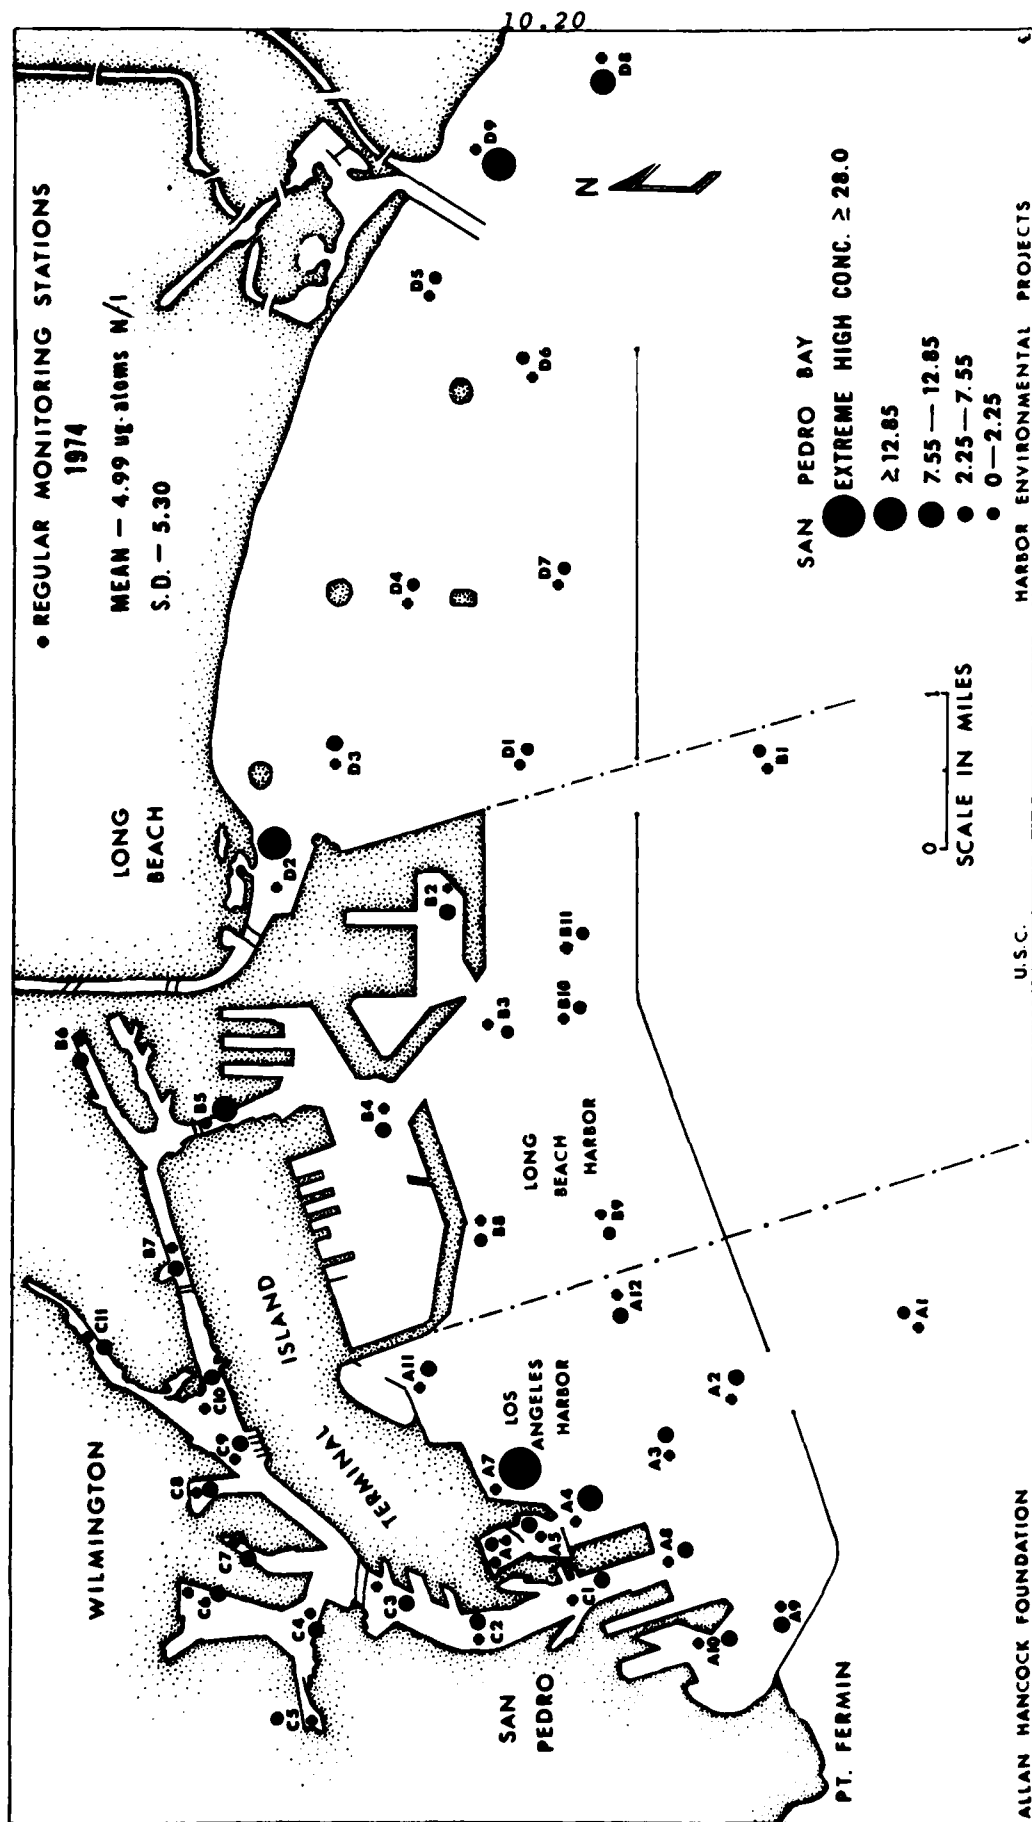 10.20
• REGULAR MONITORING STATIONS
1974
MEAN — 4.99 ug-atoms N/l
S.D. — 5.30
LONG
BEACH
WILMINGTON
TERMINAL ISLAND
SAN
PEDRO
PT. FERMIN
LOS
ANGELES
HARBOR
LONG
BEACH
HARBOR
SAN PEDRO BAY
N
C5
C6
C7
C8
C9
C10
C11
C4
C3
C2
C1
B7
B6
B5
B4
B2
B3
B8
B9
B10
B11
B1
A11
A12
A7
A6
A5
A4
A3
A2
A1
A8
A9
A10
D2
D3
D1
D4
D7
D5
D6
D9
D8
EXTREME HIGH CONC. ≥ 28.0
≥12.85
7.55 — 12.85
2.25 — 7.55
0 — 2.25
0 1
SCALE IN MILES
ALLAN HANCOCK FOUNDATION U.S.C. HARBOR ENVIRONMENTAL PROJECTS